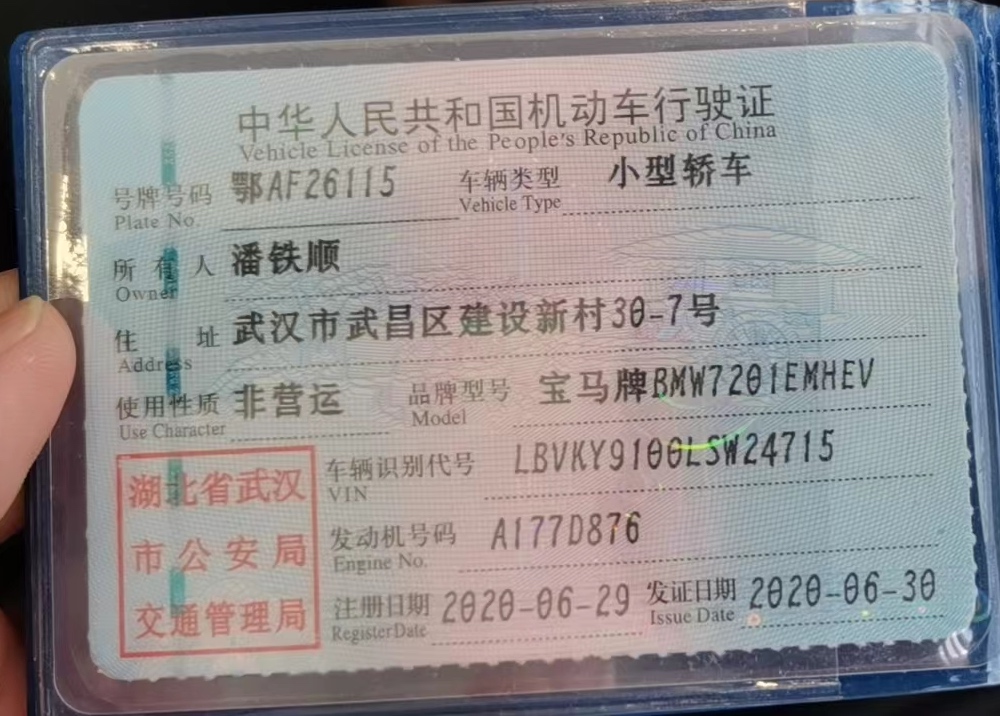 中华人民共和国机动车行驶证
Vehicle License of the People's Republic of China
号牌号码 鄂AF26115 车辆类型 小型轿车
Plate No. Vehicle Type
所有人 潘铁顺
Owner
住址 武汉市武昌区建设新村30-7号
Address
使用性质 非营运 品牌型号 宝马牌BMW7201EMHEV
Use Character Model
湖北省武汉
市公安局
交通管理局
车辆识别代号 LBVKY9100LSW24715
VIN
发动机号码 A177D876
Engine No.
注册日期 2020-06-29 发证日期 2020-06-30
Register Date Issue Date